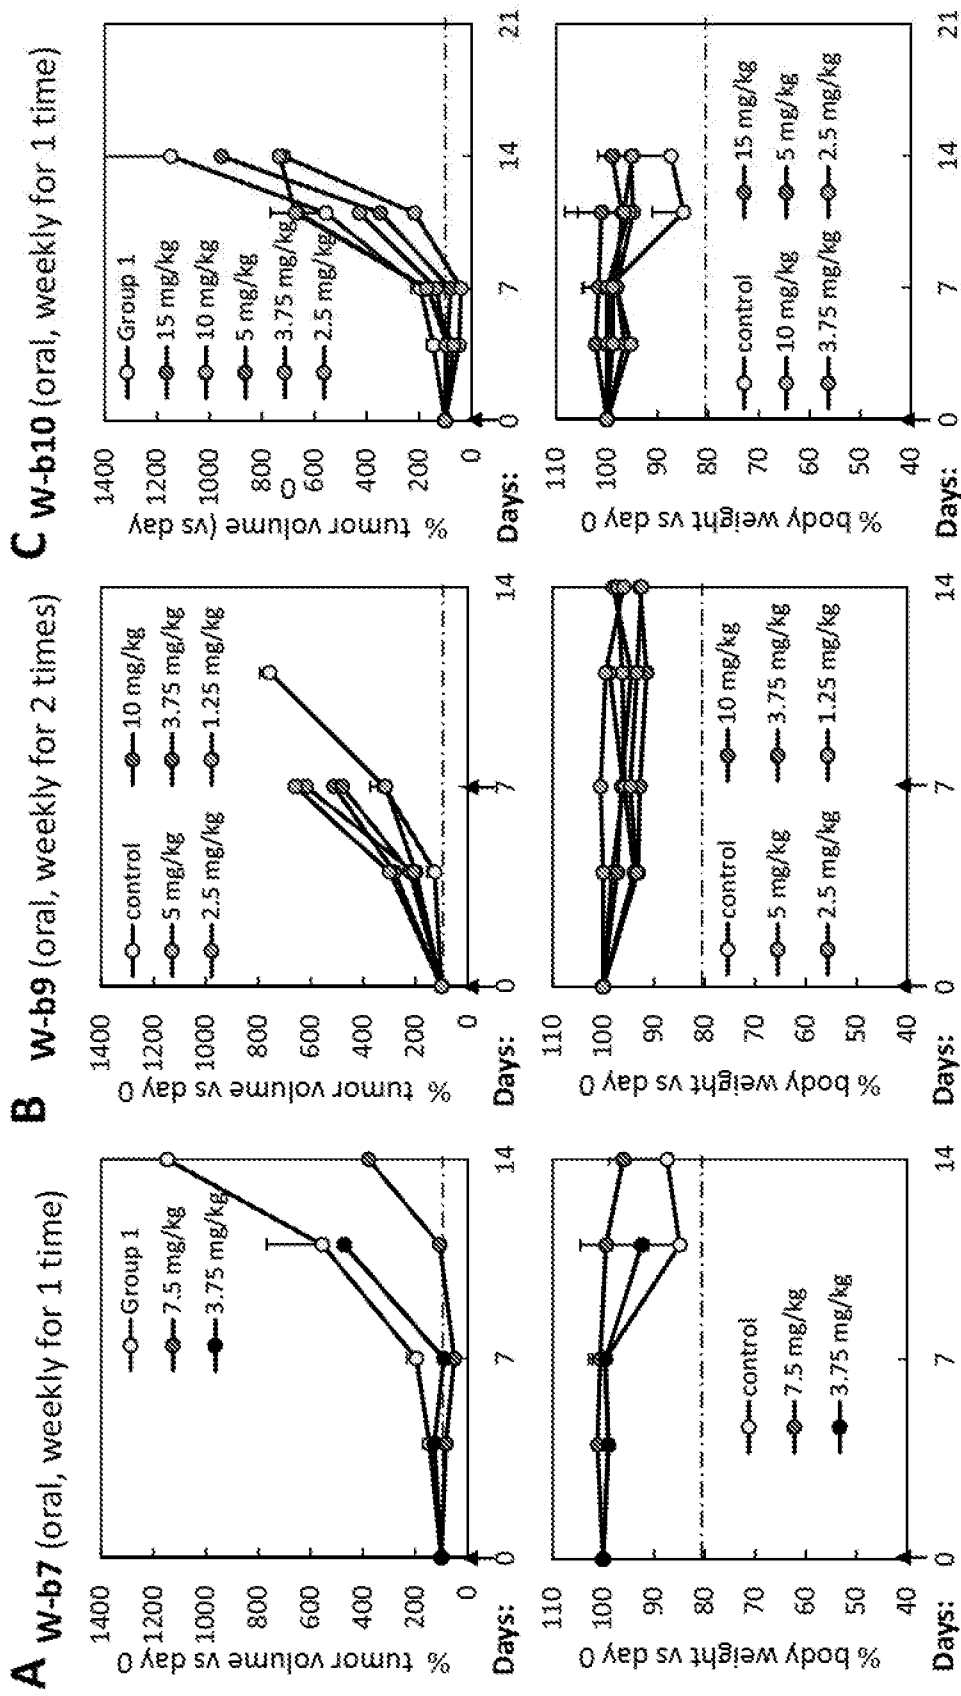 A W-b7 (oral, weekly for 1 time)
% tumor volume vs day 0
1400
1200
1000
800
600
400
200
0
Group 1
7.5 mg/kg
3.75 mg/kg
Days: 0 7 14
% body weight vs day 0
110
100
90
80
70
60
50
40
control
7.5 mg/kg
3.75 mg/kg
Days: 0 7 14
B W-b9 (oral, weekly for 2 times)
% tumor volume vs day 0
1400
1200
1000
800
600
400
200
0
control 10 mg/kg
5 mg/kg 3.75 mg/kg
2.5 mg/kg 1.25 mg/kg
Days: 0 7 14
% body weight vs day 0
110
100
90
80
70
60
50
40
control 10 mg/kg
5 mg/kg 3.75 mg/kg
2.5 mg/kg 1.25 mg/kg
Days: 0 7 14
C W-b10 (oral, weekly for 1 time)
% tumor volume (vs day
0
1400
1200
1000
800
600
400
200
0
Group 1
15 mg/kg
10 mg/kg
5 mg/kg
3.75 mg/kg
2.5 mg/kg
Days: 0 7 14 21
% body weight vs day 0
110
100
90
80
70
60
50
40
control 15 mg/kg
10 mg/kg 5 mg/kg
3.75 mg/kg 2.5 mg/kg
Days: 0 7 14 21